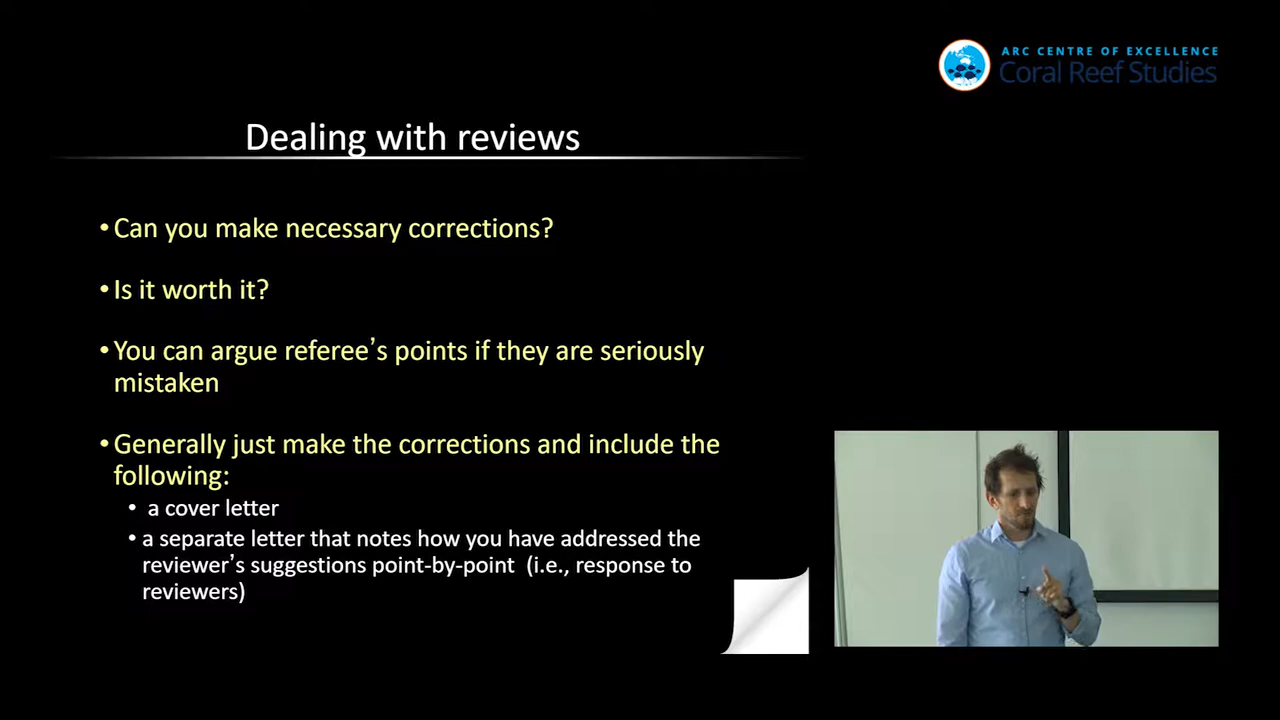 ARC CENTRE OF EXCELLENCE
Coral Reef Studies
Dealing with reviews
•Can you make necessary corrections?
•Is it worth it?
•You can argue referee’s points if they are seriously
mistaken
•Generally just make the corrections and include the
following:
• a cover letter
• a separate letter that notes how you have addressed the
reviewer’s suggestions point-by-point (i.e., response to
reviewers)